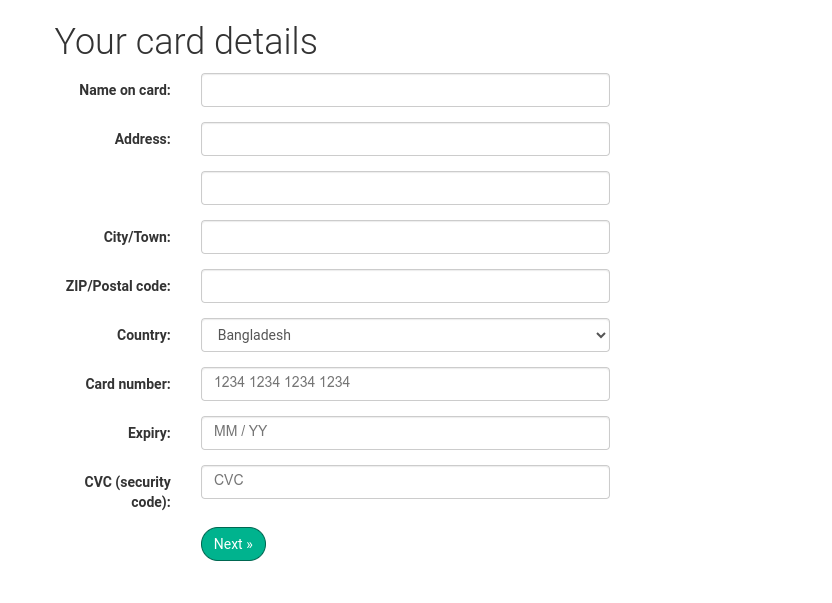 Your card details
Name on card:
Address:
City/Town:
ZIP/Postal code:
Country:
Bangladesh
Card number:
1234 1234 1234 1234
Expiry:
MM / YY
CVC (security
code):
CVC
Next »